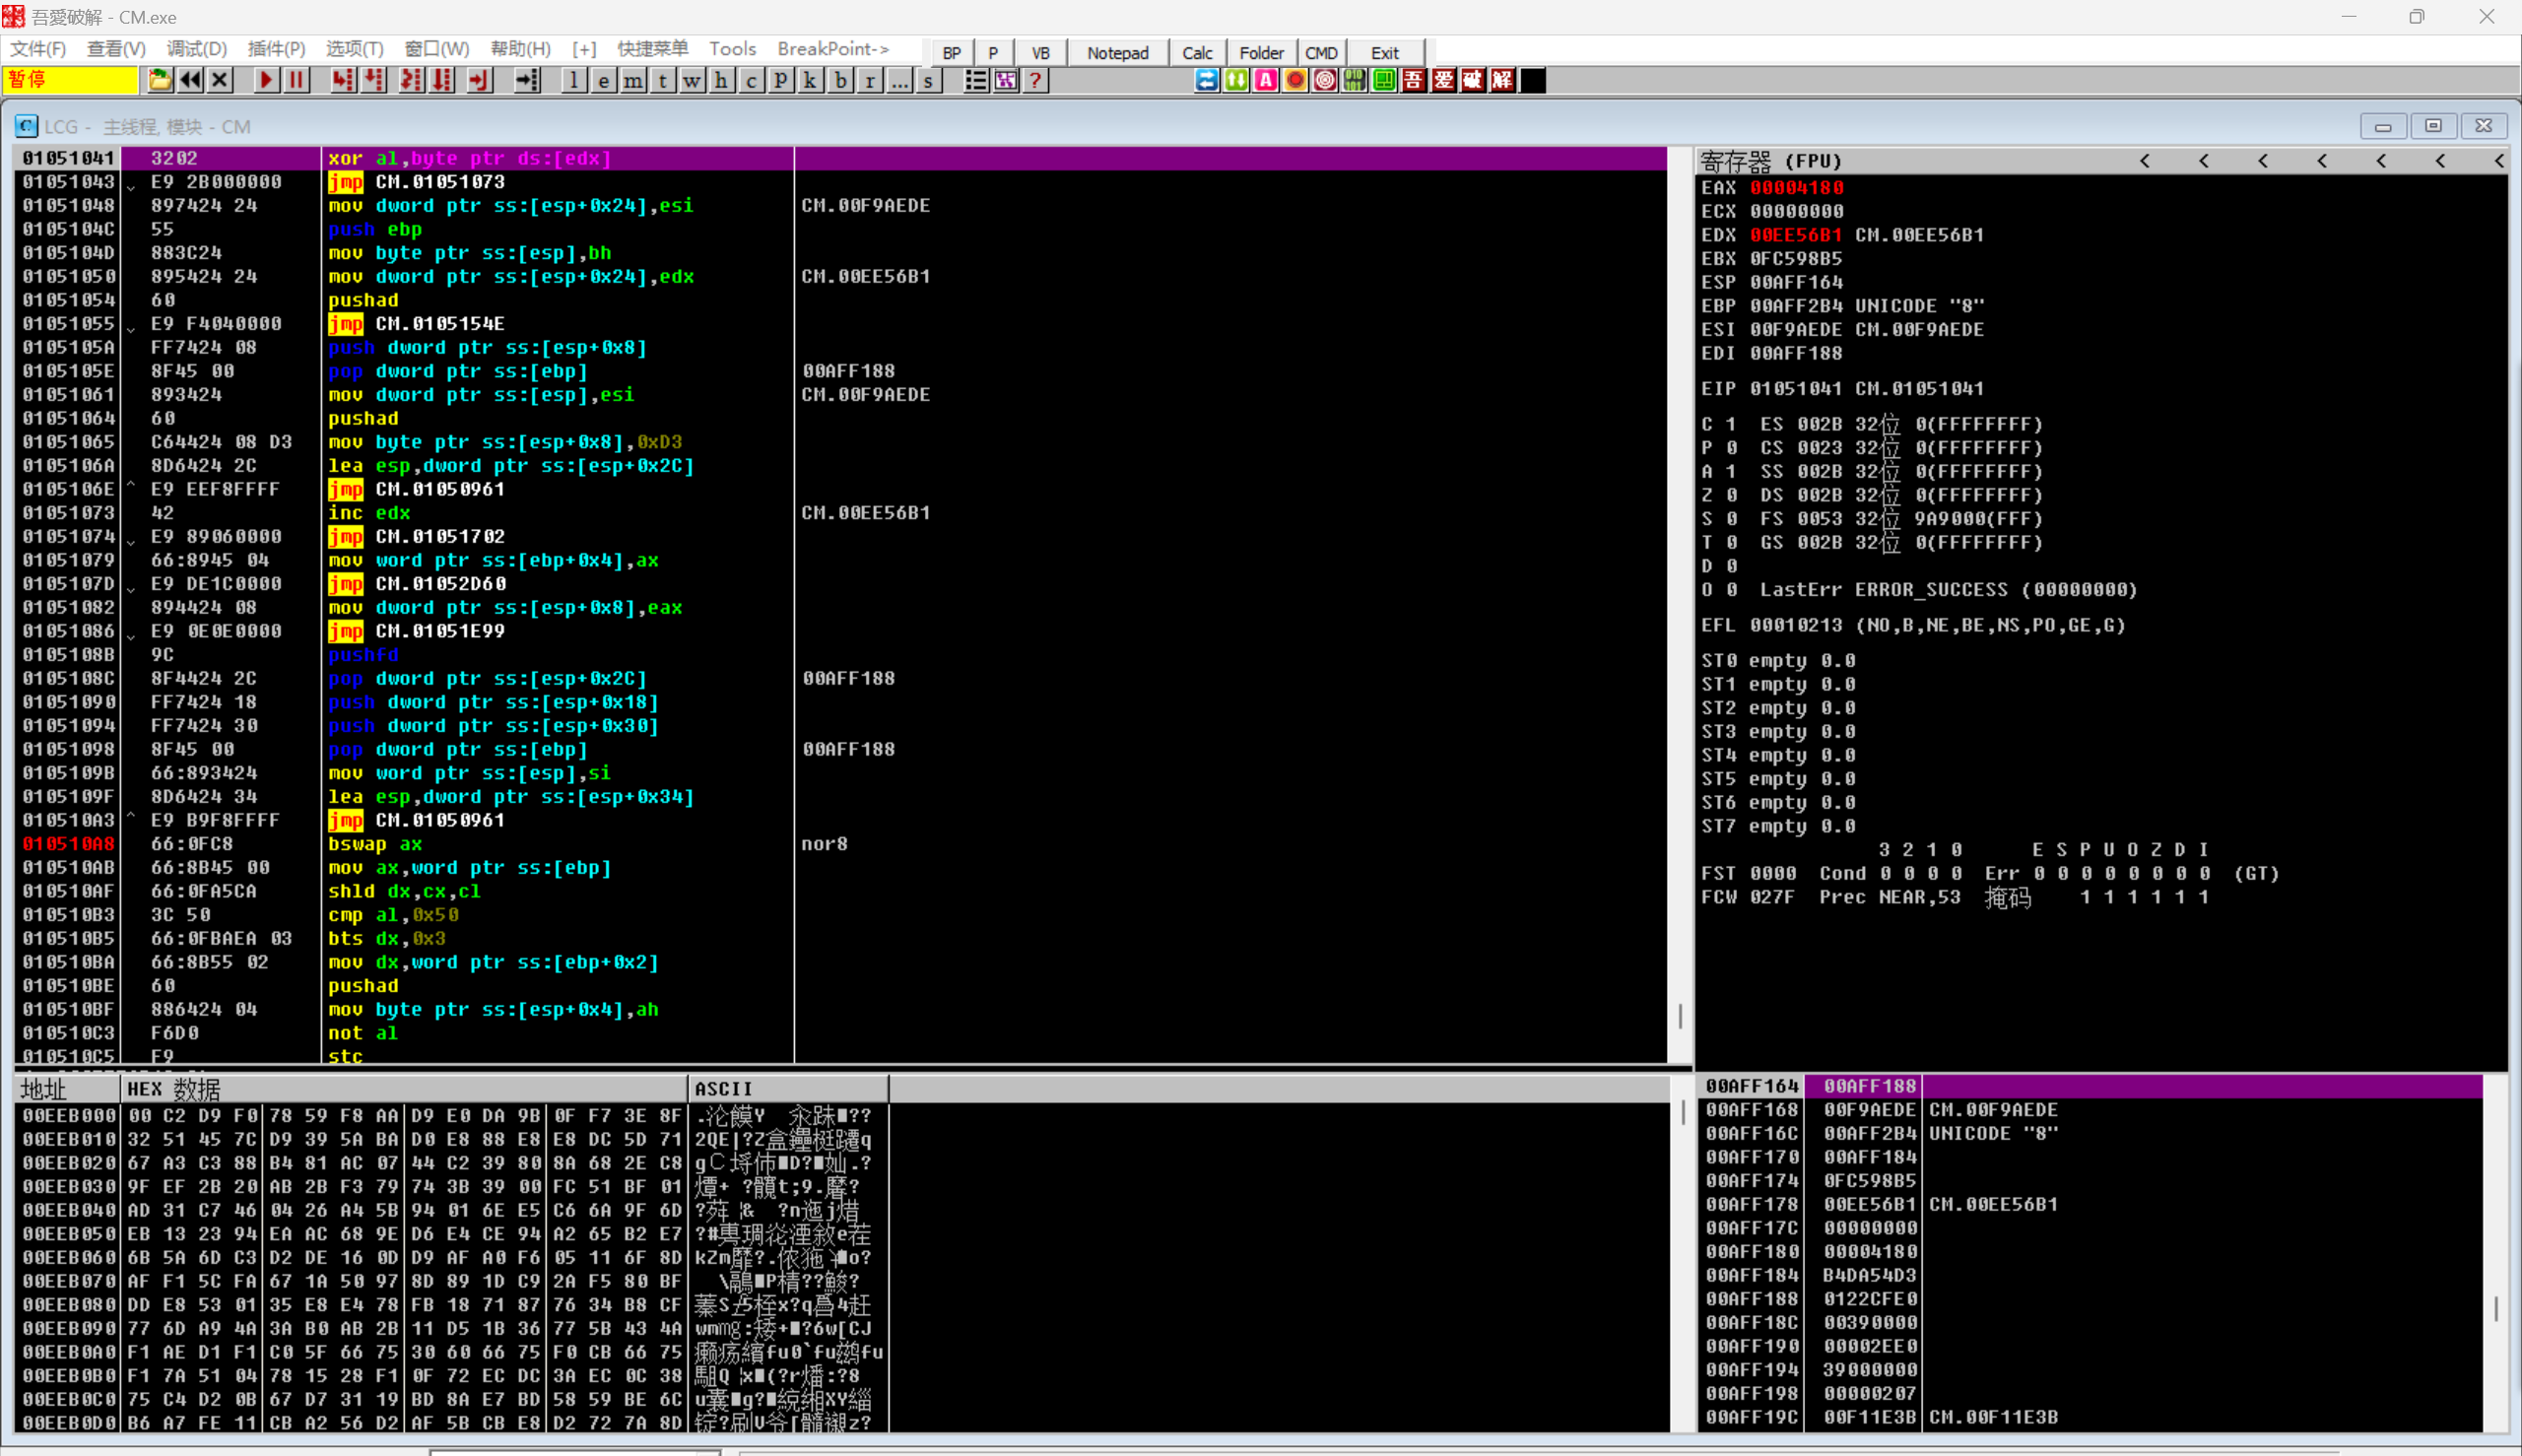 吾愛破解 - CM.exe
文件(F) 查看(V) 调试(D) 插件(P) 选项(T) 窗口(W) 帮助(H) [+] 快捷菜单 Tools BreakPoint-> BP P VB Notepad Calc Folder CMD Exit
暂停 l e m t w h c p k b r ... s ? 吾 爱 破 解
LCG - 主线程, 模块 - CM
01051041 3202 xor al,byte ptr ds:[edx]
01051043 E9 2B000000 jmp CM.01051073
01051048 897424 24 mov dword ptr ss:[esp+0x24],esi CM.00F9AEDE
0105104C 55 push ebp
0105104D 883C24 mov byte ptr ss:[esp],bh
01051050 895424 24 mov dword ptr ss:[esp+0x24],edx CM.00EE56B1
01051054 60 pushad
01051055 E9 F4040000 jmp CM.0105154E
0105105A FF7424 08 push dword ptr ss:[esp+0x8]
0105105E 8F45 00 pop dword ptr ss:[ebp] 00AFF188
01051061 893424 mov dword ptr ss:[esp],esi CM.00F9AEDE
01051064 60 pushad
01051065 C64424 08 D3 mov byte ptr ss:[esp+0x8],0xD3
0105106A 8D6424 2C lea esp,dword ptr ss:[esp+0x2C]
0105106E ^ E9 EEF8FFFF jmp CM.01050961
01051073 42 inc edx CM.00EE56B1
01051074 E9 89060000 jmp CM.01051702
01051079 66:8945 04 mov word ptr ss:[ebp+0x4],ax
0105107D E9 DE1C0000 jmp CM.01052D60
01051082 894424 08 mov dword ptr ss:[esp+0x8],eax
01051086 E9 0E0E0000 jmp CM.01051E99
0105108B 9C pushfd
0105108C 8F4424 2C pop dword ptr ss:[esp+0x2C] 00AFF188
01051090 FF7424 18 push dword ptr ss:[esp+0x18]
01051094 FF7424 30 push dword ptr ss:[esp+0x30]
01051098 8F45 00 pop dword ptr ss:[ebp] 00AFF188
0105109B 66:893424 mov word ptr ss:[esp],si
0105109F 8D6424 34 lea esp,dword ptr ss:[esp+0x34]
010510A3 ^ E9 B9F8FFFF jmp CM.01050961
010510A8 66:0FC8 bswap ax nor8
010510AB 66:8B45 00 mov ax,word ptr ss:[ebp]
010510AF 66:0FA5CA shld dx,cx,cl
010510B3 3C 50 cmp al,0x50
010510B5 66:0FBAEA 03 bts dx,0x3
010510BA 66:8B55 02 mov dx,word ptr ss:[ebp+0x2]
010510BE 60 pushad
010510BF 886424 04 mov byte ptr ss:[esp+0x4],ah
010510C3 F6D0 not al
010510C5 F9 stc
寄存器 (FPU) < < < < < < <
EAX 00004180
ECX 00000000
EDX 00EE56B1 CM.00EE56B1
EBX 0FC598B5
ESP 00AFF164
EBP 00AFF2B4 UNICODE "8"
ESI 00F9AEDE CM.00F9AEDE
EDI 00AFF188
EIP 01051041 CM.01051041
C 1 ES 002B 32位 0(FFFFFFFF)
P 0 CS 0023 32位 0(FFFFFFFF)
A 1 SS 002B 32位 0(FFFFFFFF)
Z 0 DS 002B 32位 0(FFFFFFFF)
S 0 FS 0053 32位 9A9000(FFF)
T 0 GS 002B 32位 0(FFFFFFFF)
D 0
O 0 LastErr ERROR_SUCCESS (00000000)
EFL 00010213 (NO,B,NE,BE,NS,PO,GE,G)
ST0 empty 0.0
ST1 empty 0.0
ST2 empty 0.0
ST3 empty 0.0
ST4 empty 0.0
ST5 empty 0.0
ST6 empty 0.0
ST7 empty 0.0
3 2 1 0 E S P U O Z D I
FST 0000 Cond 0 0 0 0 Err 0 0 0 0 0 0 0 0 (GT)
FCW 027F Prec NEAR,53 掩码 1 1 1 1 1 1
地址 HEX 数据 ASCII
00EEB000 00 C2 D9 F0 78 59 F8 AA D9 E0 DA 9B 0F F7 3E 8F
00EEB010 32 51 45 7C D9 39 5A BA D0 E8 88 E8 E8 DC 5D 71
00EEB020 67 A3 C3 88 B4 81 AC 07 44 C2 39 80 8A 68 2E C8
00EEB030 9F EF 2B 20 AB 2B F3 79 74 3B 39 00 FC 51 BF 01
00EEB040 AD 31 C7 46 04 26 A4 5B 94 01 6E E5 C6 6A 9F 6D
00EEB050 EB 13 23 94 EA AC 68 9E D6 E4 CE 94 A2 65 B2 E7
00EEB060 6B 5A 6D C3 D2 DE 16 0D D9 AF A0 F6 05 11 6F 8D
00EEB070 AF F1 5C FA 67 1A 50 97 8D 89 1D C9 2A F5 80 BF
00EEB080 DD E8 53 01 35 E8 E4 78 FB 18 71 87 76 34 B8 CF
00EEB090 77 6D A9 4A 3A B0 AB 2B 11 D5 1B 36 77 5B 43 4A
00EEB0A0 F1 AE D1 F1 C0 5F 66 75 30 60 66 75 F0 CB 66 75
00EEB0B0 F1 7A 51 04 78 15 28 F1 0F 72 EC DC 3A EC 0C 38
00EEB0C0 75 C4 D2 0B 67 D7 31 19 BD 8A E7 BD 58 59 BE 6C
00EEB0D0 B6 A7 FE 11 CB A2 56 D2 AF 5B CB E8 D2 72 7A 8D
00AFF164 00AFF188
00AFF168 00F9AEDE CM.00F9AEDE
00AFF16C 00AFF2B4 UNICODE "8"
00AFF170 00AFF184
00AFF174 0FC598B5
00AFF178 00EE56B1 CM.00EE56B1
00AFF17C 00000000
00AFF180 00004180
00AFF184 B4DA54D3
00AFF188 0122CFE0
00AFF18C 00390000
00AFF190 00002EE0
00AFF194 39000000
00AFF198 00000207
00AFF19C 00F11E3B CM.00F11E3B